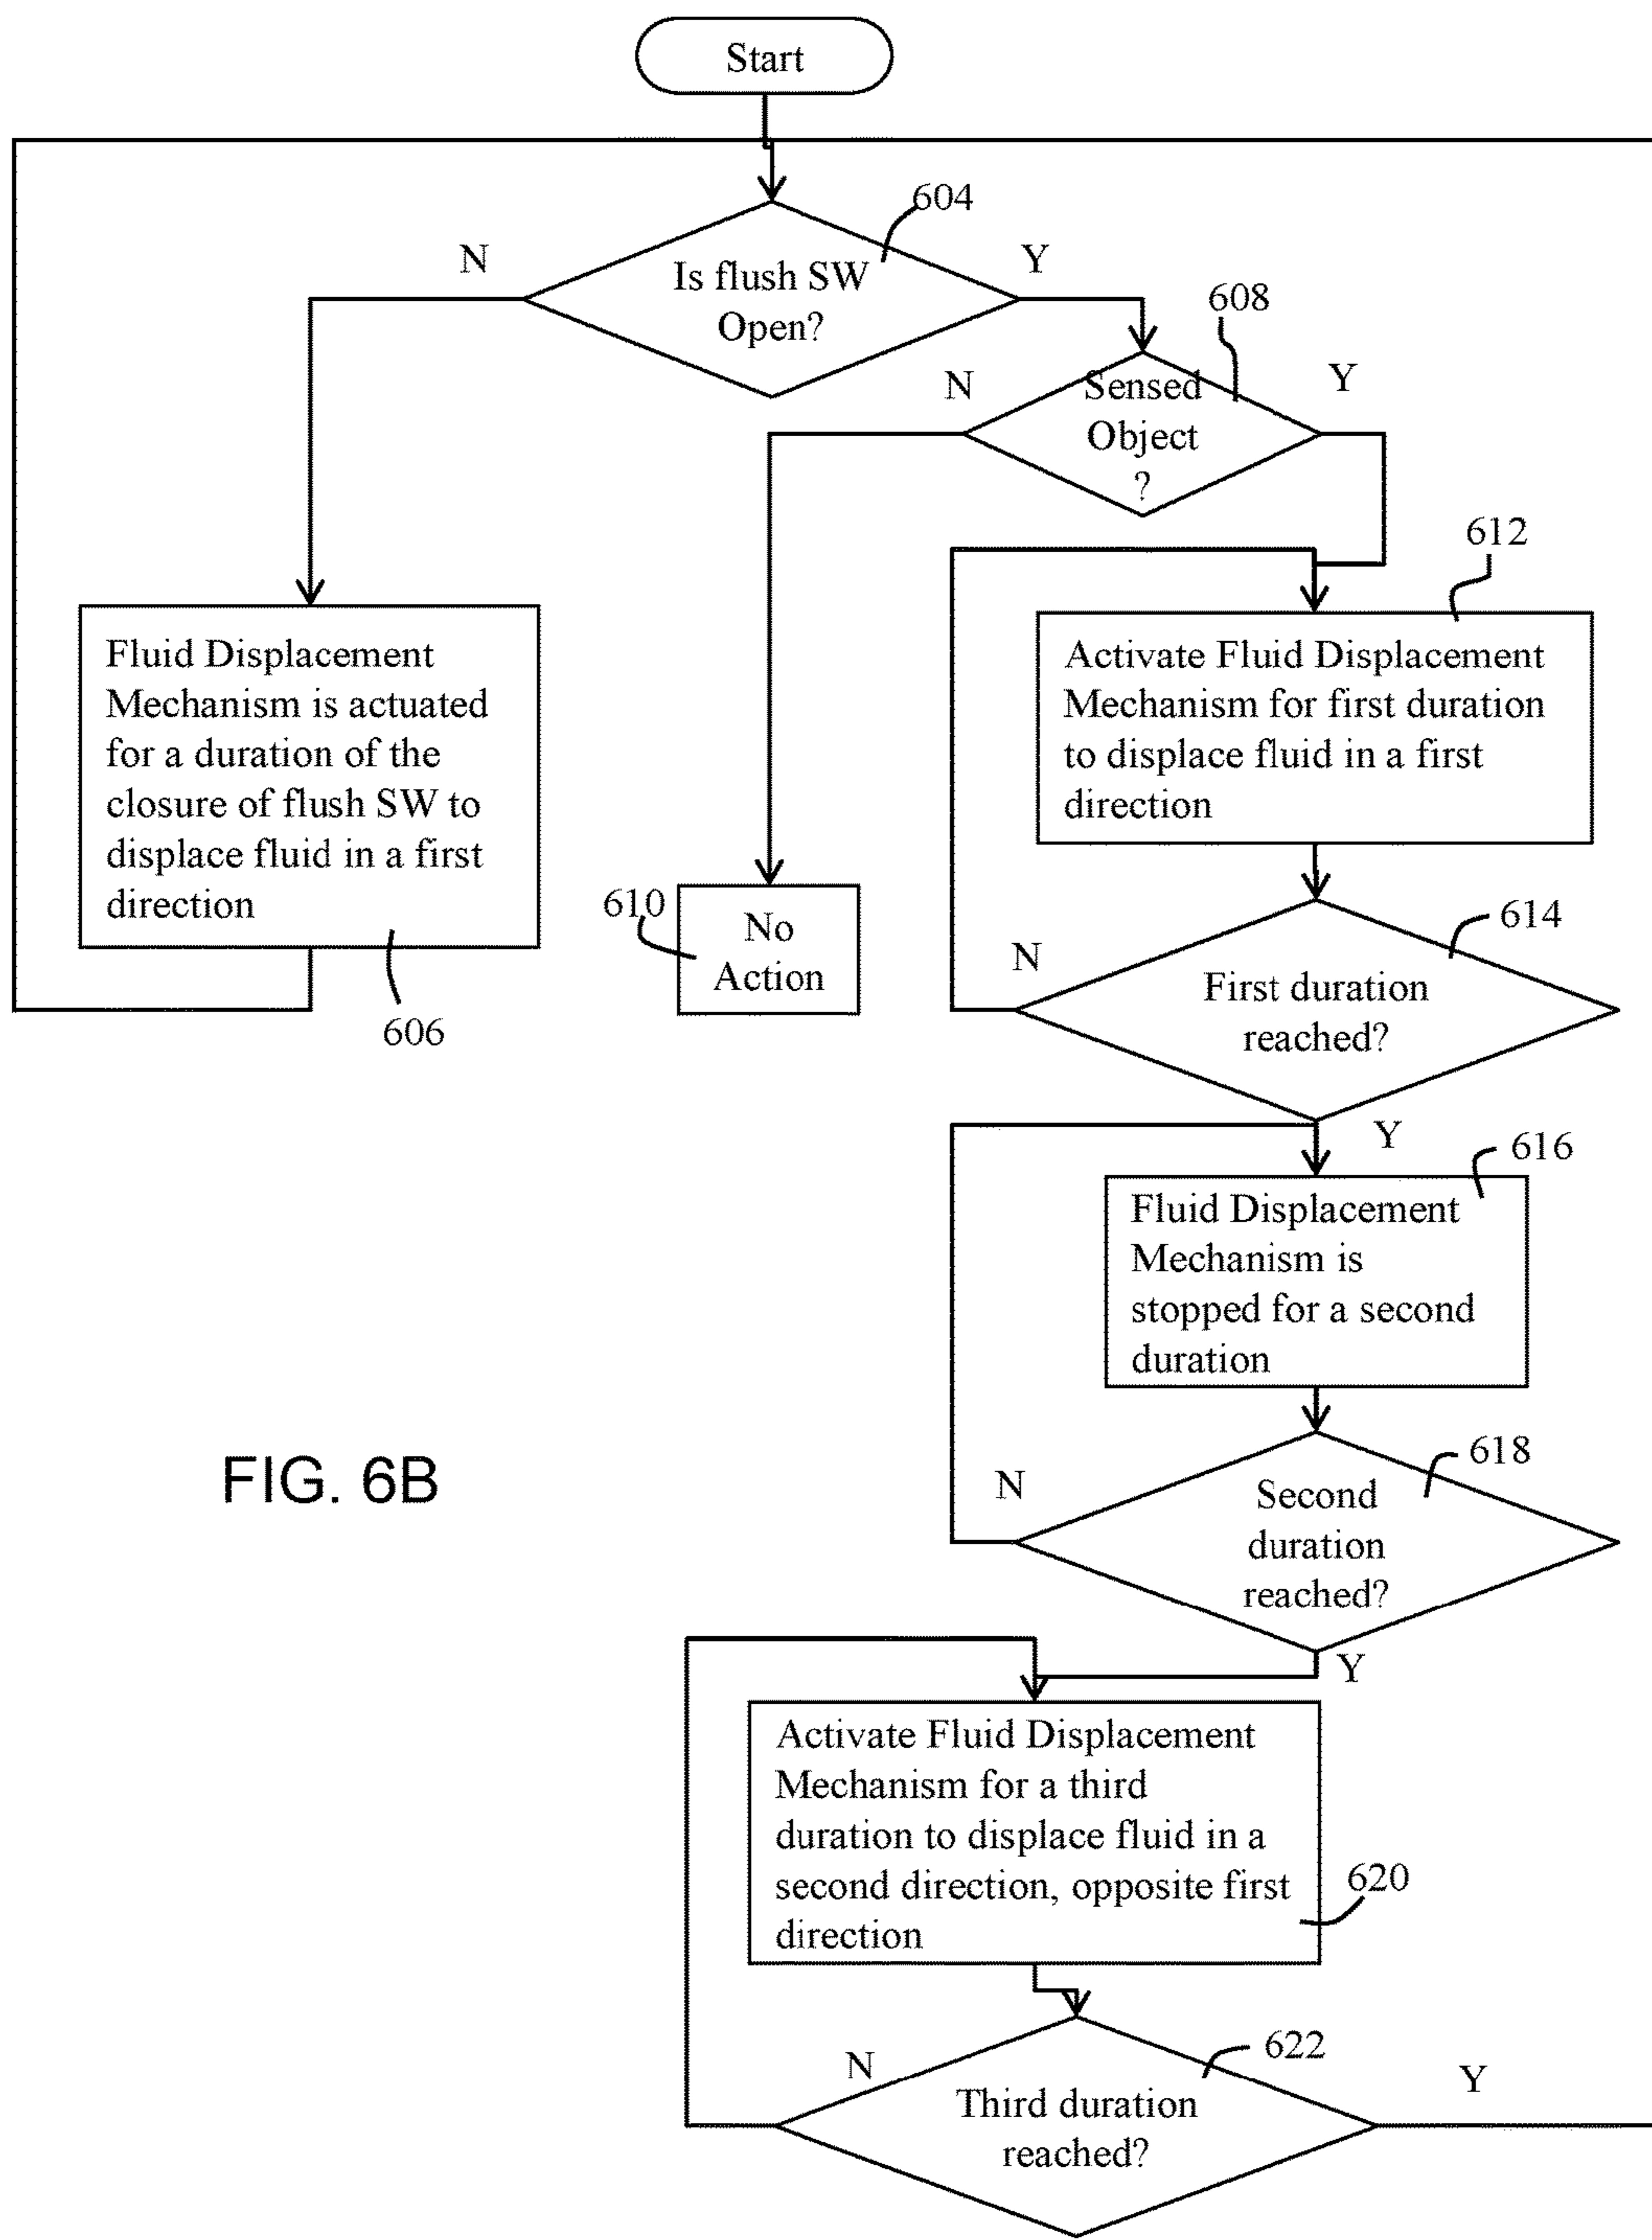 Start
604
N
Y
Is flush SW
Open?
608
N
Y
Sensed
Object
?
612
Fluid Displacement
Mechanism is actuated
for a duration of the
closure of flush SW to
displace fluid in a first
direction
606
Activate Fluid Displacement
Mechanism for first duration
to displace fluid in a first
direction
610
No
Action
614
N
First duration
reached?
Y
616
Fluid Displacement
Mechanism is
stopped for a second
duration
FIG. 6B
618
N
Second
duration
reached?
Y
Activate Fluid Displacement
Mechanism for a third
duration to displace fluid in a
second direction, opposite first
direction
620
622
N
Y
Third duration
reached?